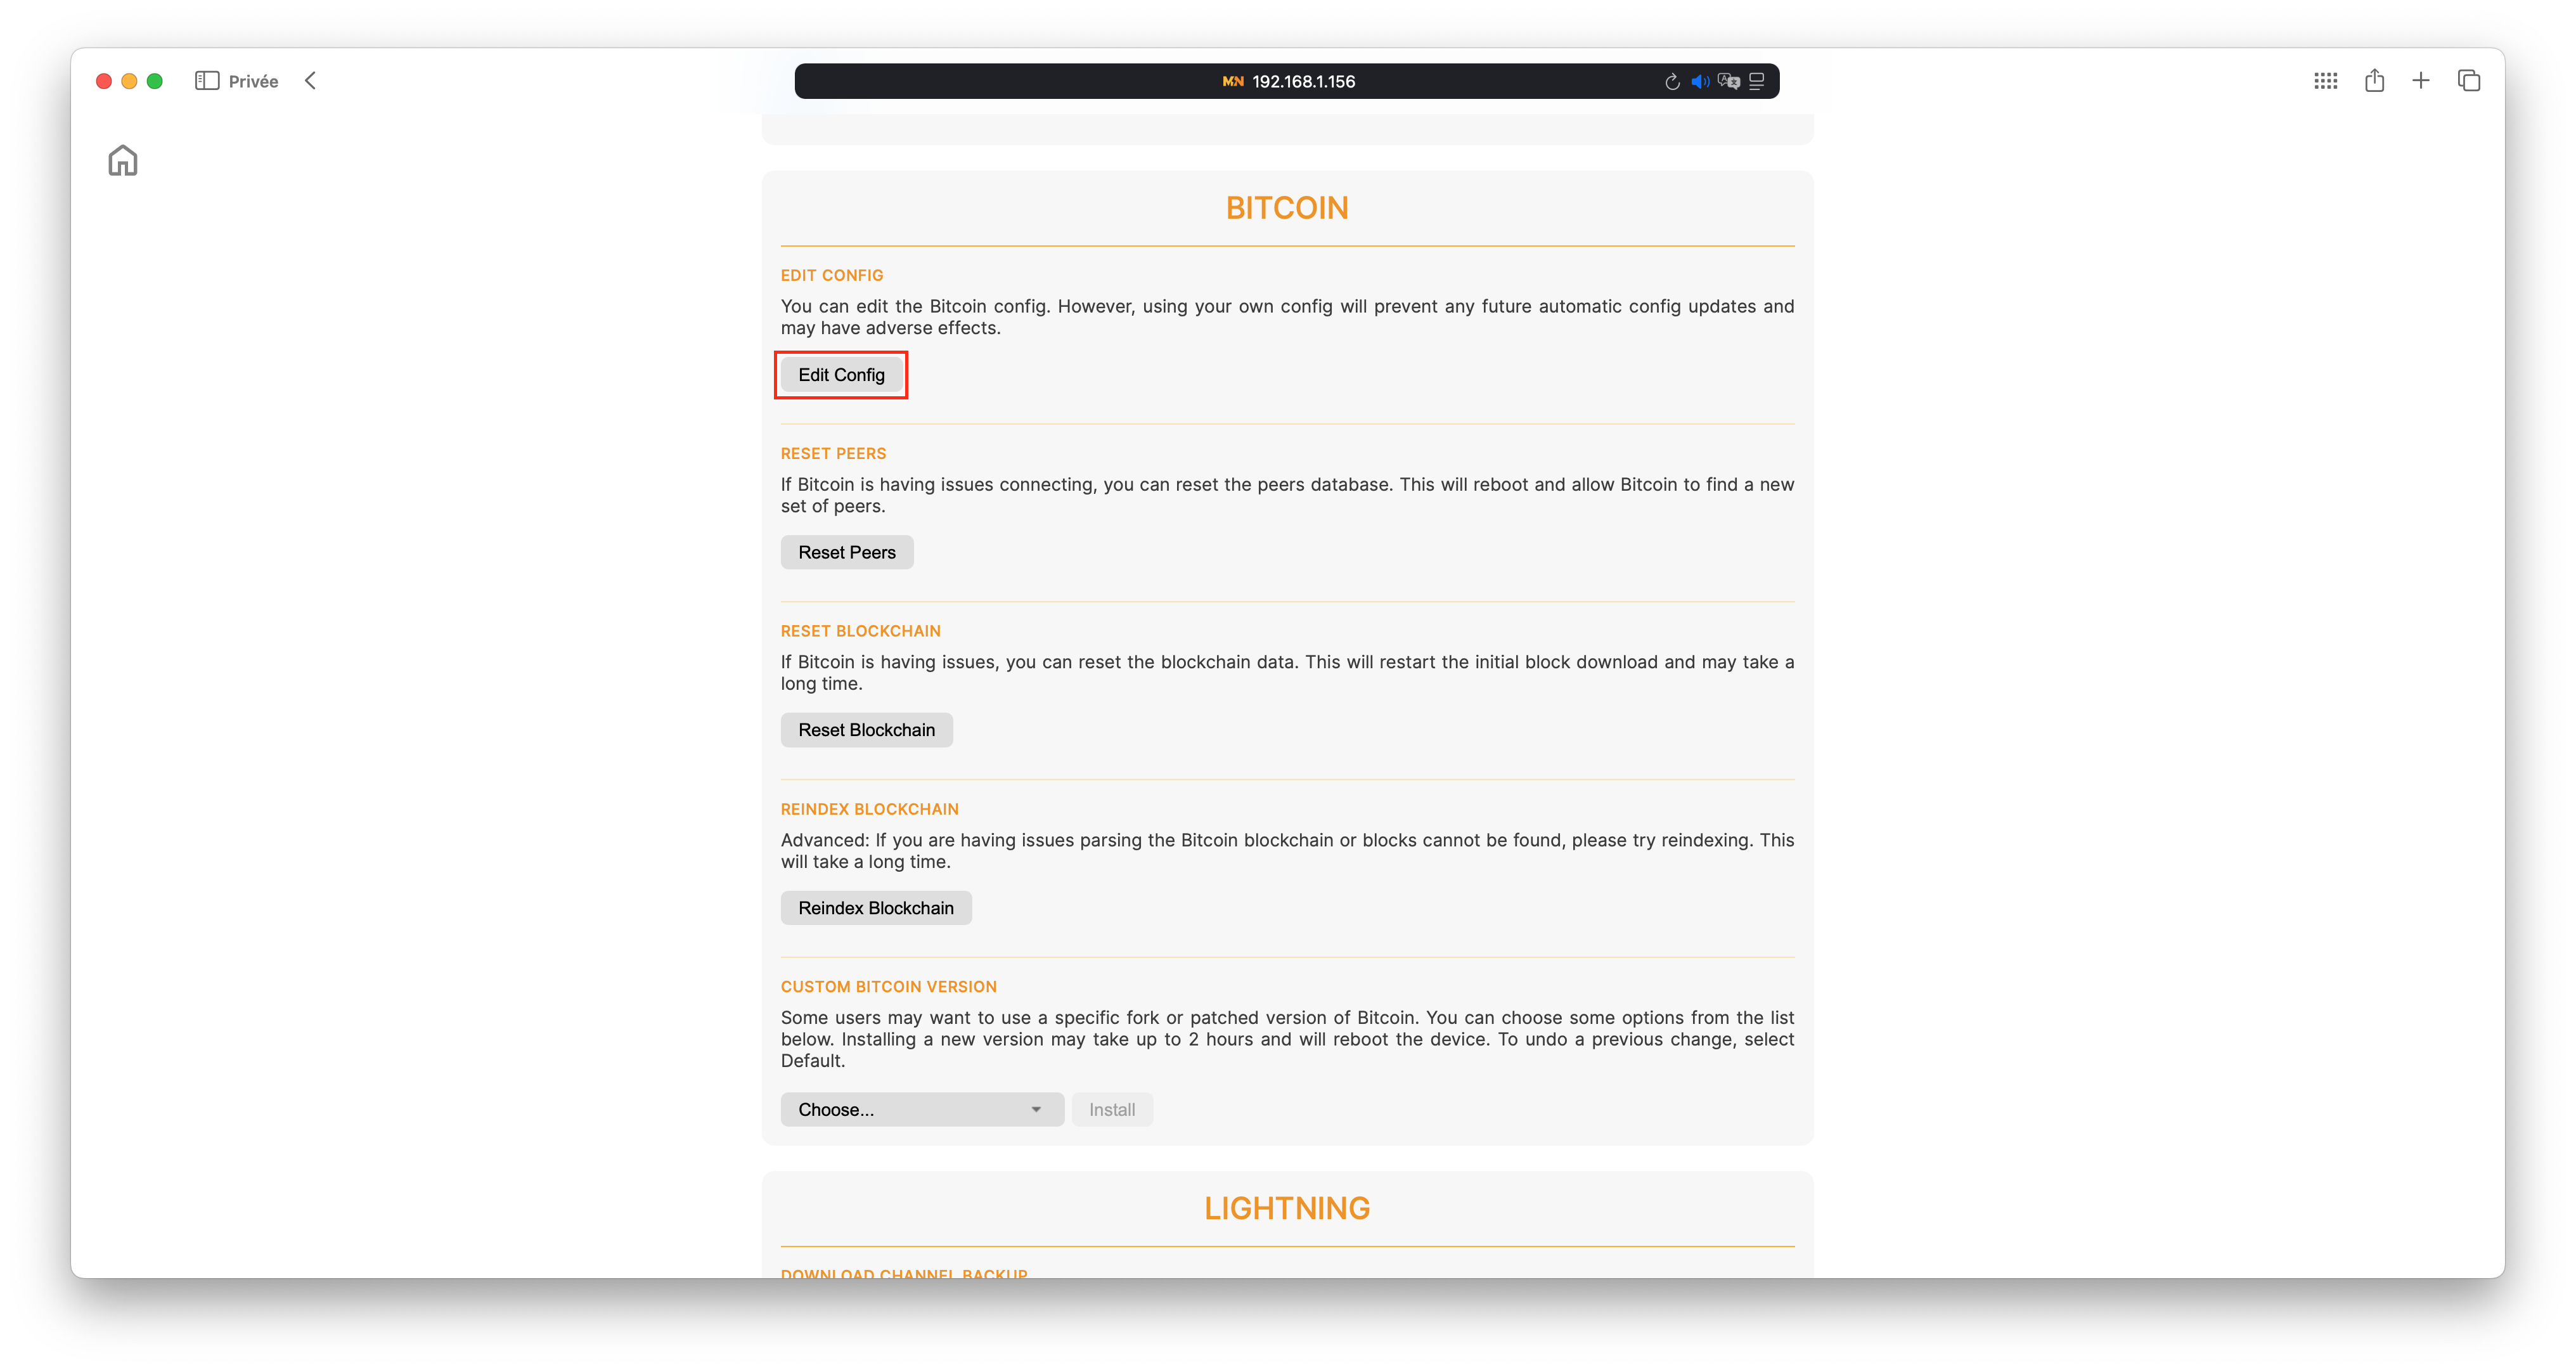 Privée
MN 192.168.1.156
BITCOIN
EDIT CONFIG
You can edit the Bitcoin config. However, using your own config will prevent any future automatic config updates and
may have adverse effects.
Edit Config
RESET PEERS
If Bitcoin is having issues connecting, you can reset the peers database. This will reboot and allow Bitcoin to find a new
set of peers.
Reset Peers
RESET BLOCKCHAIN
If Bitcoin is having issues, you can reset the blockchain data. This will restart the initial block download and may take a
long time.
Reset Blockchain
REINDEX BLOCKCHAIN
Advanced: If you are having issues parsing the Bitcoin blockchain or blocks cannot be found, please try reindexing. This
will take a long time.
Reindex Blockchain
CUSTOM BITCOIN VERSION
Some users may want to use a specific fork or patched version of Bitcoin. You can choose some options from the list
below. Installing a new version may take up to 2 hours and will reboot the device. To undo a previous change, select
Default.
Choose...
Install
LIGHTNING
DOWNLOAD CHANNEL BACKUP